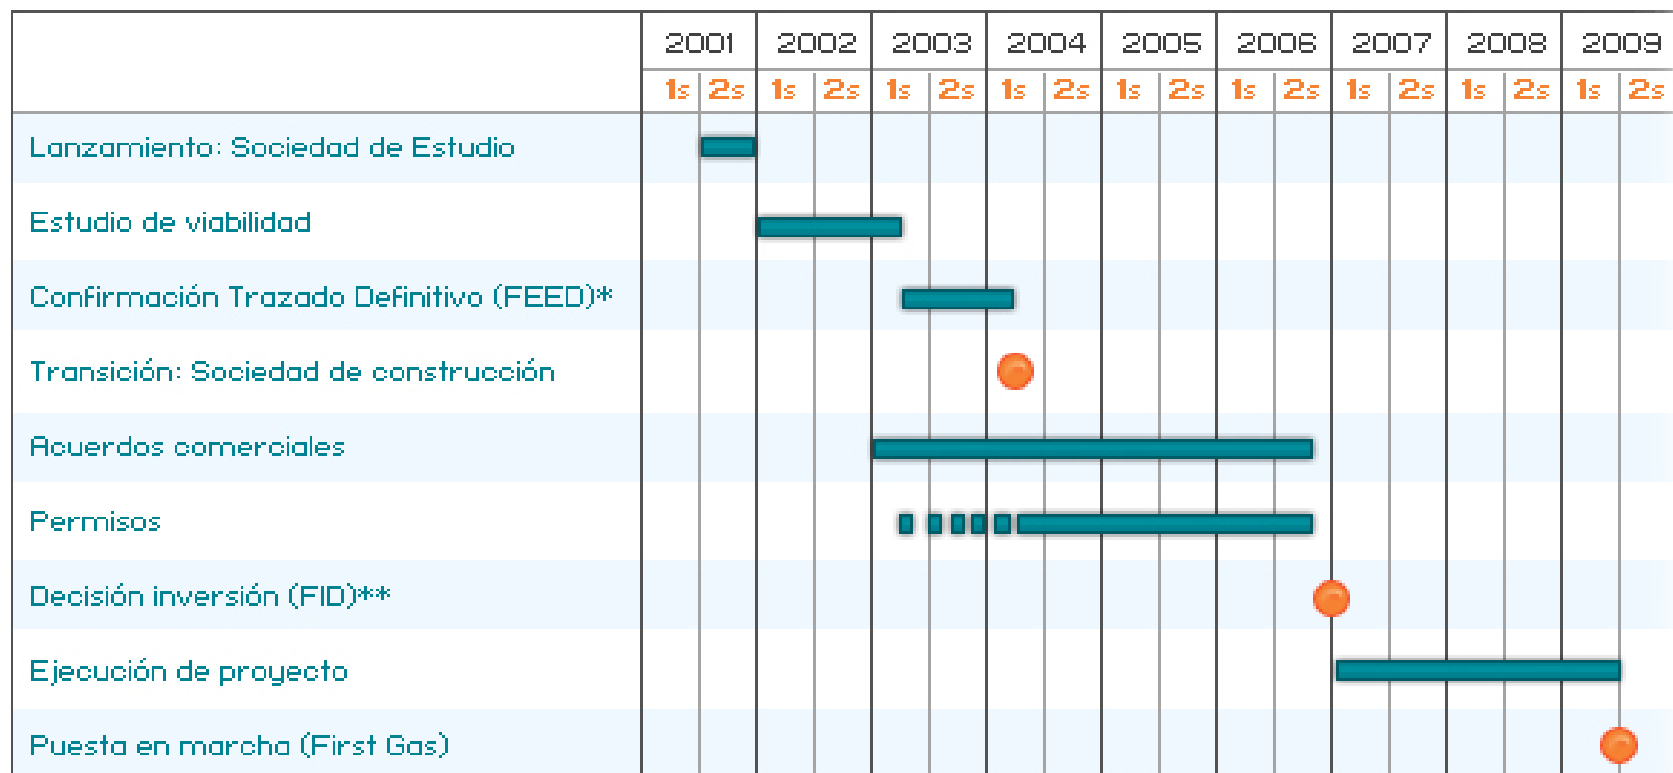 2001 2002 2003 2004 2005 2006 2007 2008 2009
1s 2s 1s 2s 1s 2s 1s 2s 1s 2s 1s 2s 1s 2s 1s 2s 1s 2s
Lanzamiento: Sociedad de Estudio
Estudio de viabilidad
Confirmación Trazado Definitivo (FEED)*
Transición: Sociedad de construcción
Acuerdos comerciales
Permisos
Decisión inversión (FID)**
Ejecución de proyecto
Puesta en marcha (First Gas)